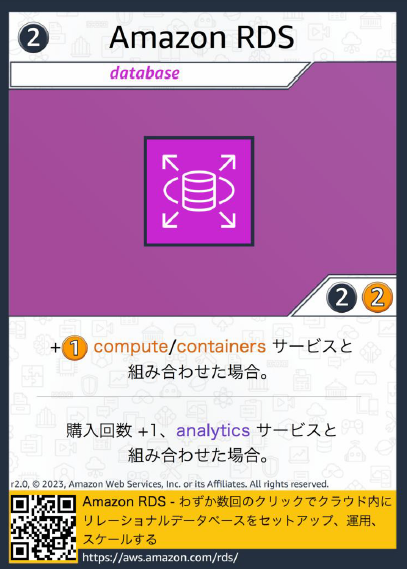 2 Amazon RDS
database
2 2
+1 compute/containers サービスと
組み合わせた場合。
購入回数 +1、analytics サービスと
組み合わせた場合。
r2.0, © 2023, Amazon Web Services, Inc. or its Affiliates. All rights reserved.
Amazon RDS - わずか数回のクリックでクラウド内に
リレーショナルデータベースをセットアップ、運用、
スケールする
https://aws.amazon.com/rds/